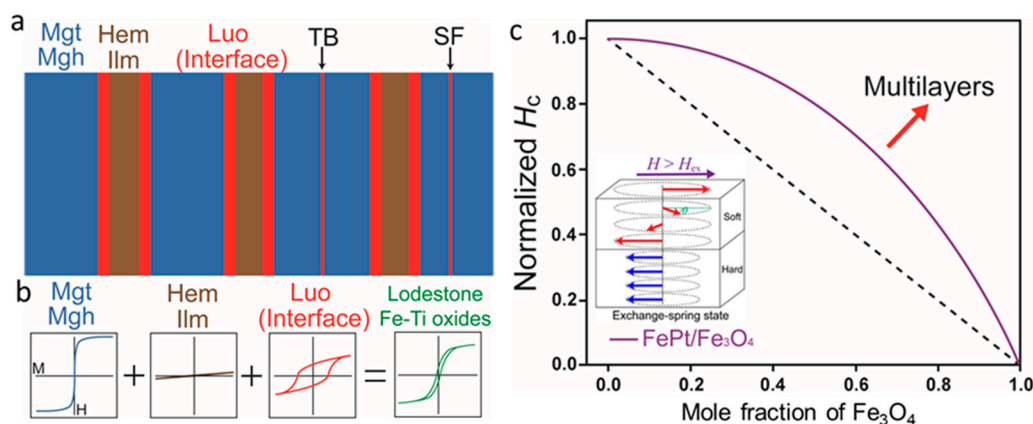 a
Mgt
Mgh
Hem
Ilm
Luo
(Interface)
TB
SF
b
Mgt
Mgh
Hem
Ilm
Luo
(Interface)
Lodestone
Fe-Ti oxides
M
H
+
+
=
c
Normalized Hc
1.0
0.8
0.6
0.4
0.2
0.0
Multilayers
H > Hex
θ
Soft
Hard
Exchange-spring state
FePt/Fe₃O₄
0.0 0.2 0.4 0.6 0.8 1.0
Mole fraction of Fe₃O₄